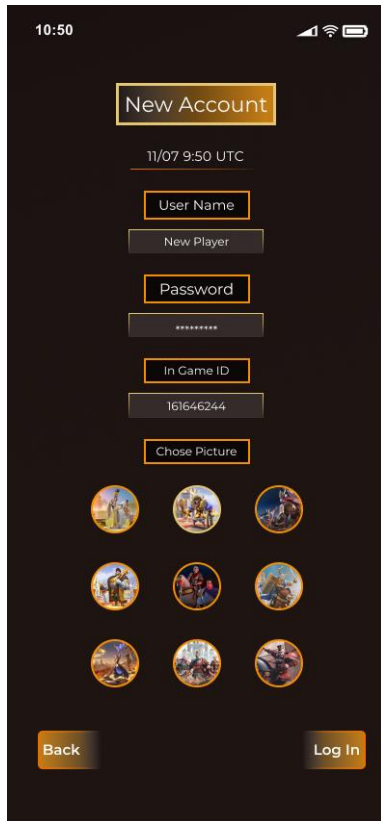 10:50
New Account
11/07 9:50 UTC
User Name
New Player
Password
*********
In Game ID
161646244
Chose Picture
Back
Log In